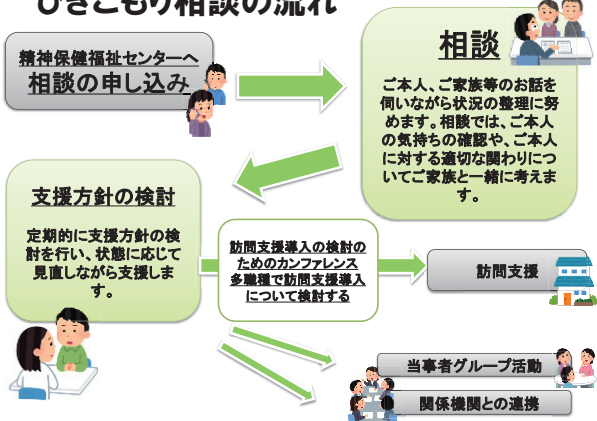 ひきこもり相談の流れ
精神保健福祉センターへ
相談の申し込み
相談
ご本人、ご家族等のお話を
伺いながら状況の整理に努
めます。相談では、ご本人
の気持ちの確認や、ご本人
に対する適切な関わりにつ
いてご家族と一緒に考えま
す。
支援方針の検討
定期的に支援方針の検
討を行い、状態に応じて
見直しながら支援しま
す。
訪問支援導入の検討の
ためのカンファレンス
多職種で訪問支援導入
について検討する
訪問支援
当事者グループ活動
関係機関との連携